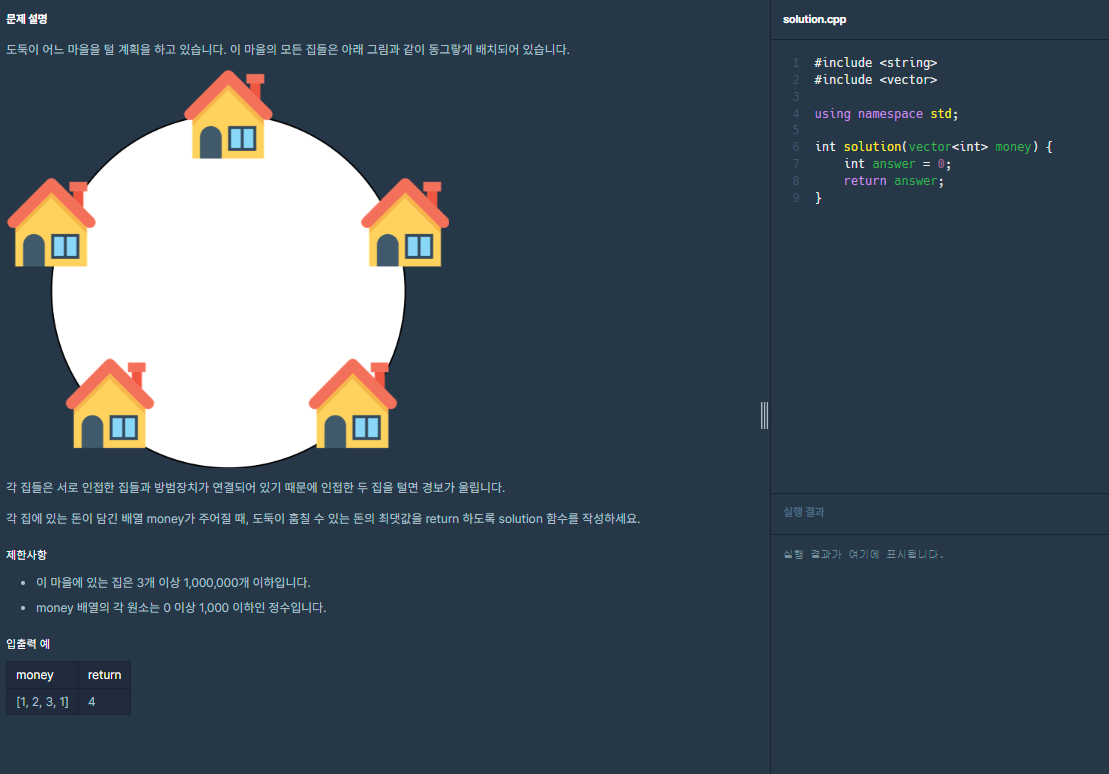 문제 설명
도둑이 어느 마을을 털 계획을 하고 있습니다. 이 마을의 모든 집들은 아래 그림과 같이 동그랗게 배치되어 있습니다.
각 집들은 서로 인접한 집들과 방범장치가 연결되어 있기 때문에 인접한 두 집을 털면 경보가 울립니다.
각 집에 있는 돈이 담긴 배열 money가 주어질 때, 도둑이 훔칠 수 있는 돈의 최댓값을 return 하도록 solution 함수를 작성하세요.
제한사항
• 이 마을에 있는 집은 3개 이상 1,000,000개 이하입니다.
• money 배열의 각 원소는 0 이상 1,000 이하인 정수입니다.
입출력 예
money return
[1, 2, 3, 1] 4
solution.cpp
1 #include <string>
2 #include <vector>
3
4 using namespace std;
5
6 int solution(vector<int> money) {
7     int answer = 0;
8     return answer;
9 }
실행 결과
실행 결과가 여기에 표시됩니다.